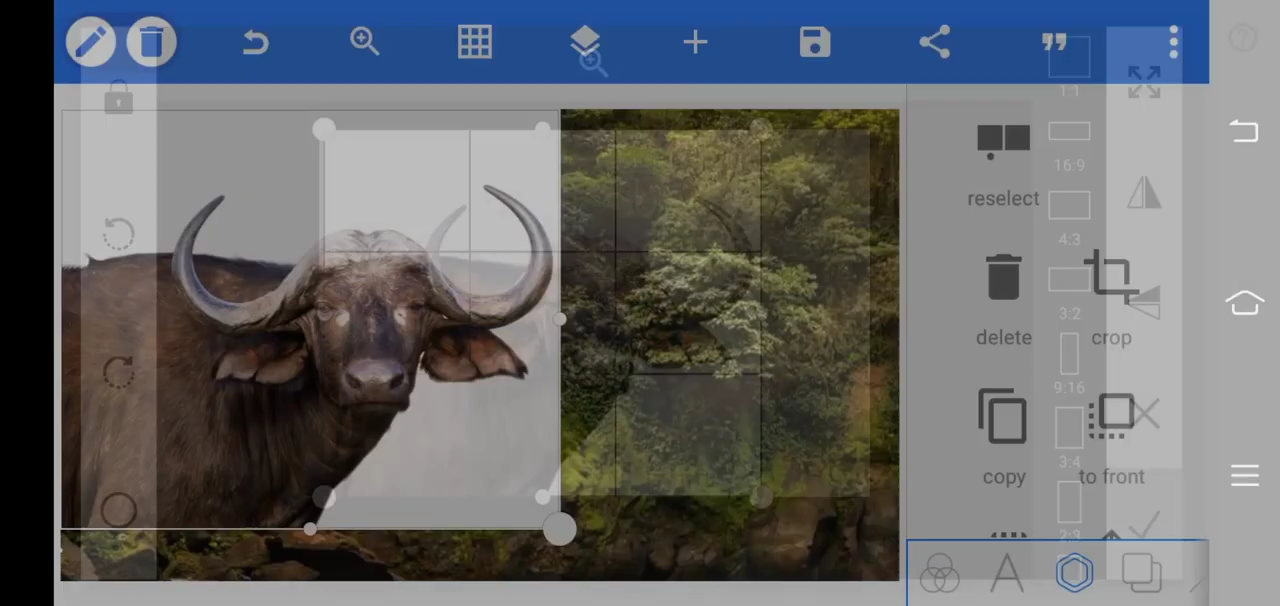 1:1
16:9
reselect
4:3
3:2
delete
crop
9:16
3:4
copy
to front
2:3
A